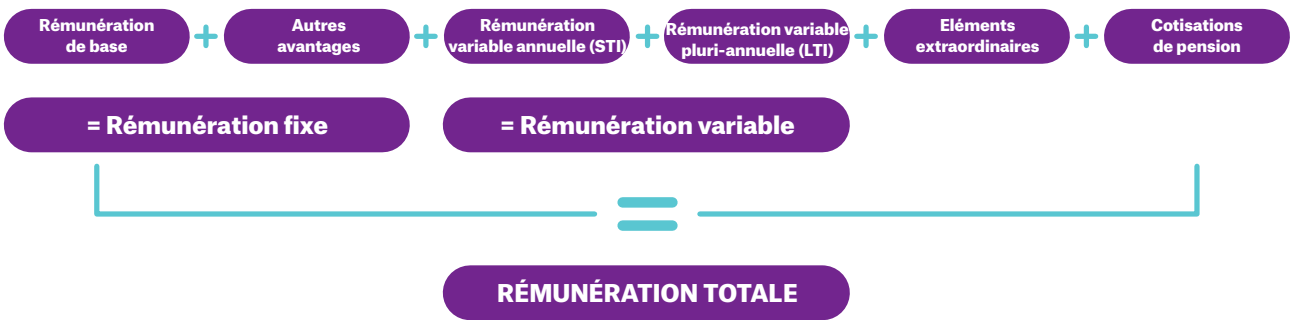 Rémunération
de base
+
Autres
avantages
+
Rémunération
variable annuelle (STI)
+
Rémunération variable
pluri-annuelle (LTI)
+
Eléments
extraordinaires
+
Cotisations
de pension
= Rémunération fixe
= Rémunération variable
=
RÉMUNÉRATION TOTALE